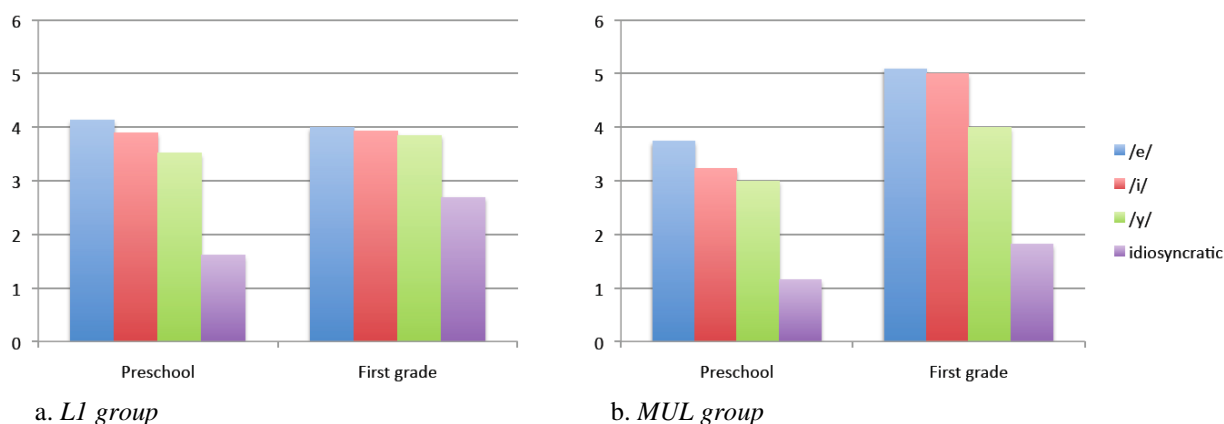 6
5
4
3
2
1
0
Preschool
First grade
a. L1 group
6
5
4
3
2
1
0
Preschool
First grade
/e/
/i/
/y/
idiosyncratic
b. MUL group